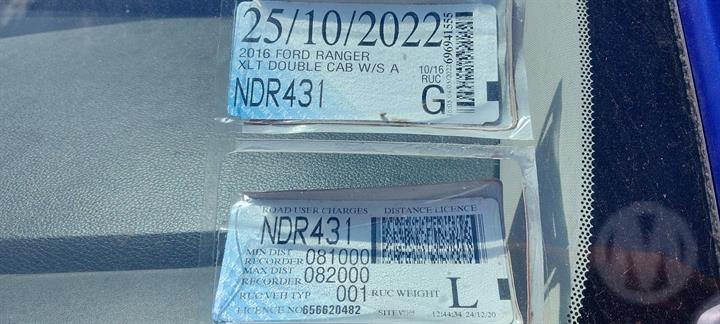 25/10/2022
2016 FORD RANGER
XLT DOUBLE CAB W/S A
10/16
RUC
NDR431
G
696941555
ROAD USER CHARGES DISTANCE LICENCE
NDR431
MIN DIST
RECORDER 081000
MAX DIST
RECORDER 082000
RUC VEH TYP 001 RUC WEIGHT L
LICENCE NO 656620482
12:44:34 24/12/20
M